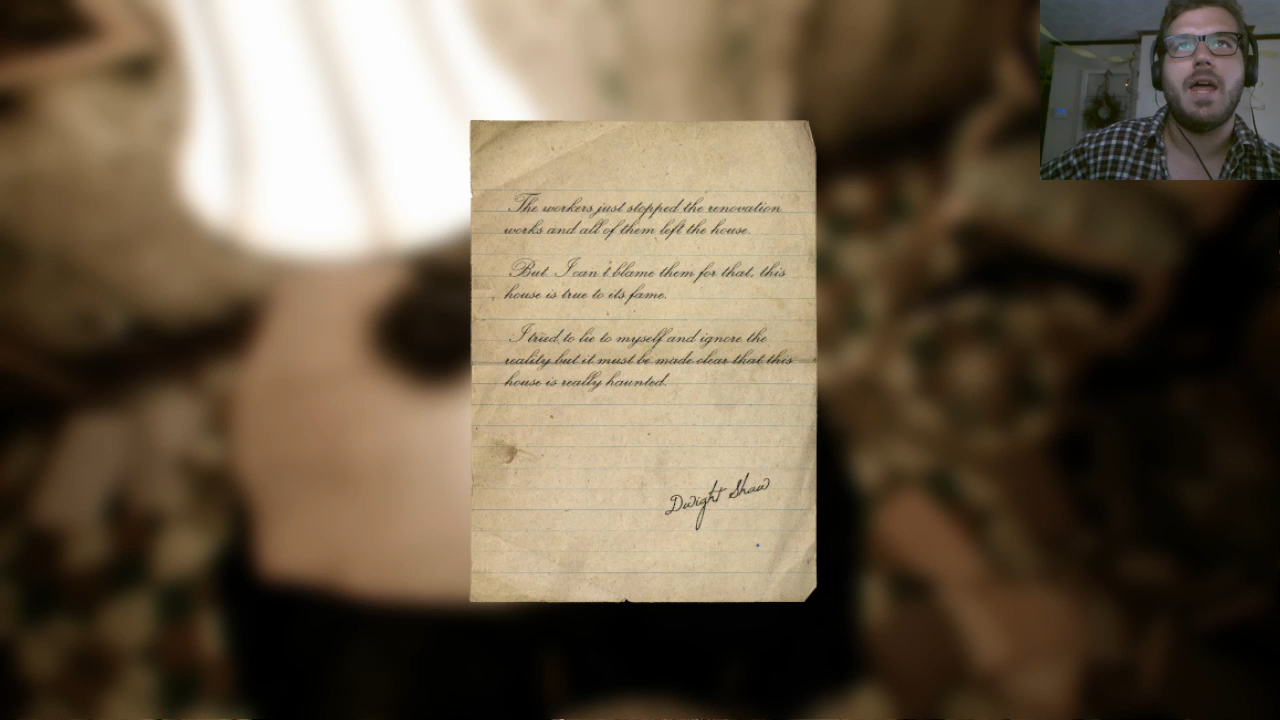 The workers just stopped the renovation
works and all of them left the house.
But I can't blame them for that, this
house is true to its fame.
I tried to lie to myself and ignore the
reality but it must be made clear that this
house is really haunted.
Dwight Shaw